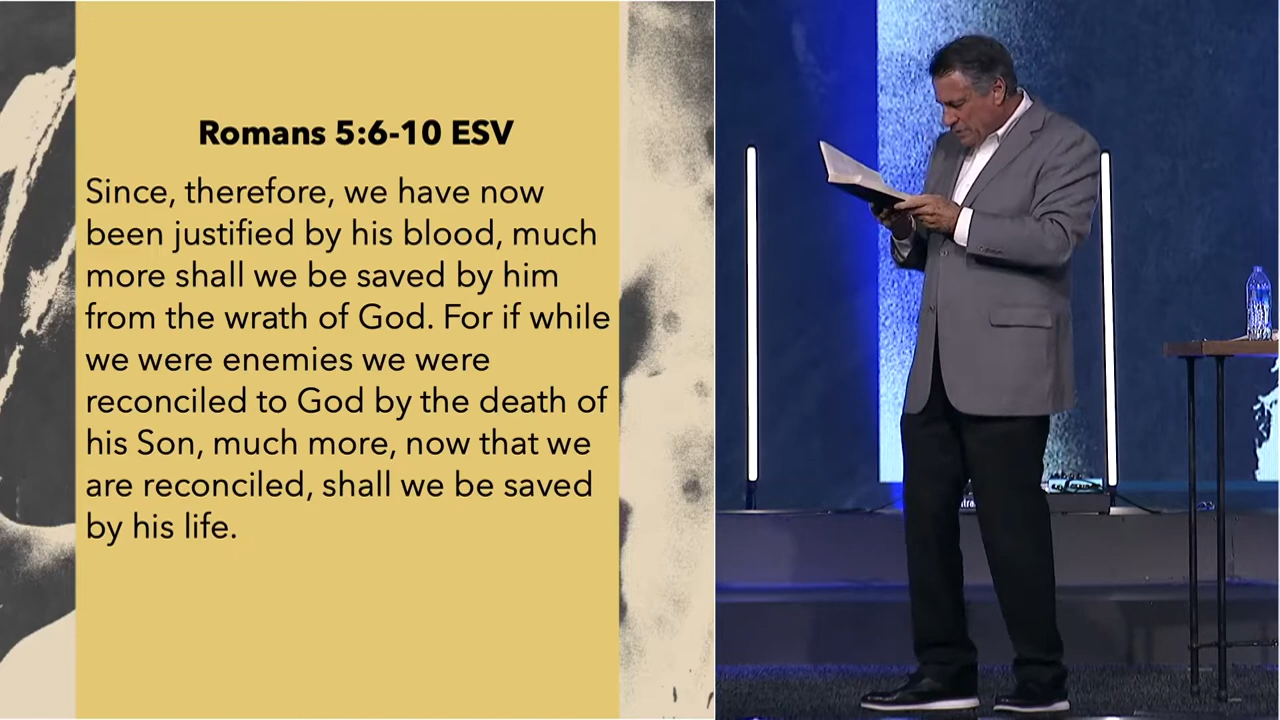 Romans 5:6-10 ESV
Since, therefore, we have now
been justified by his blood, much
more shall we be saved by him
from the wrath of God. For if while
we were enemies we were
reconciled to God by the death of
his Son, much more, now that we
are reconciled, shall we be saved
by his life.